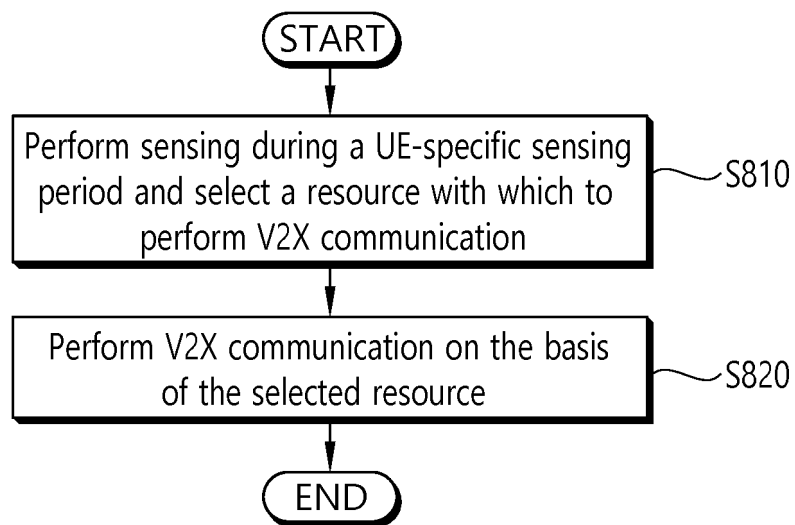 START
Perform sensing during a UE-specific sensing
period and select a resource with which to
perform V2X communication
S810
Perform V2X communication on the basis
of the selected resource
S820
END